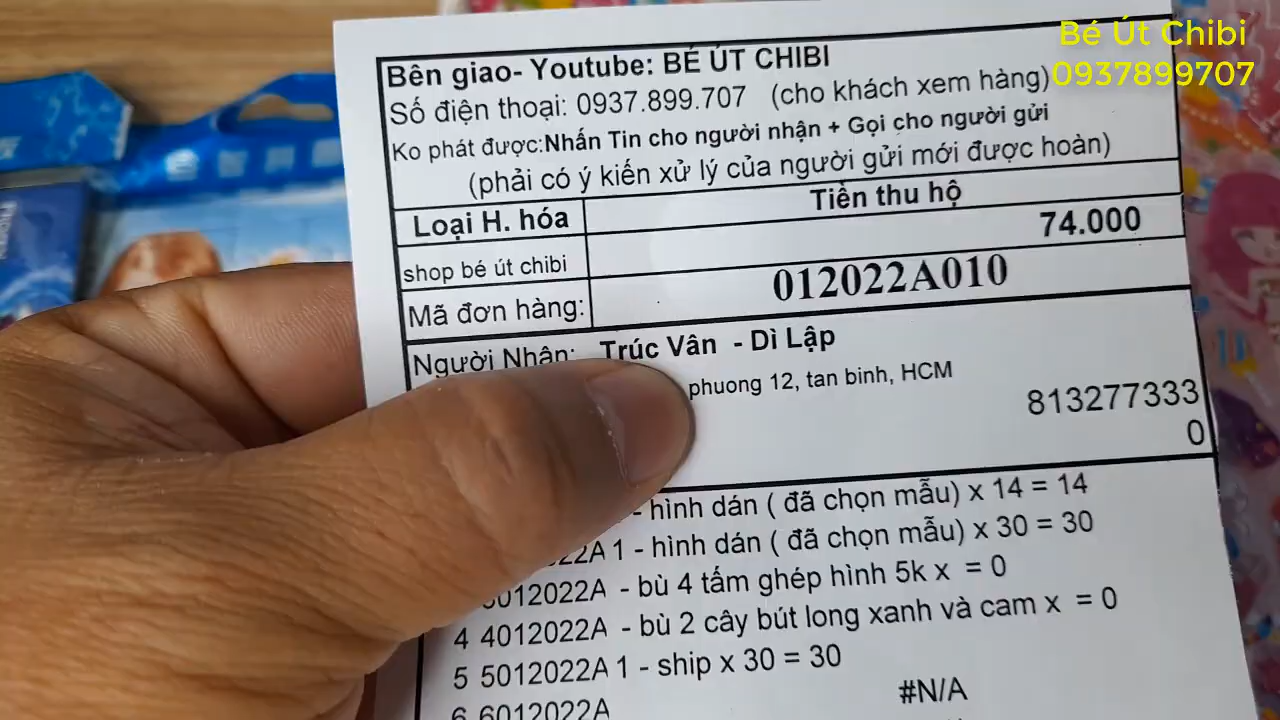 Bé Út Chibi
0937899707
Bên giao- Youtube: BÉ ÚT CHIBI
Số điện thoại: 0937.899.707 (cho khách xem hàng)
Ko phát được:Nhấn Tin cho người nhận + Gọi cho người gửi
(phải có ý kiến xử lý của người gửi mới được hoàn)
Loại H. hóa Tiền thu hộ
shop bé út chibi 74.000
Mã đơn hàng: 012022A010
Người Nhận: Trúc Vân - Dì Lập
phuong 12, tan binh, HCM
813277333
0
- hình dán ( đã chọn mẫu) x 14 = 14
22A 1 - hình dán ( đã chọn mẫu) x 30 = 30
012022A - bù 4 tấm ghép hình 5k x = 0
4 4012022A - bù 2 cây bút long xanh và cam x = 0
5 5012022A 1 - ship x 30 = 30
6 6012022A #N/A